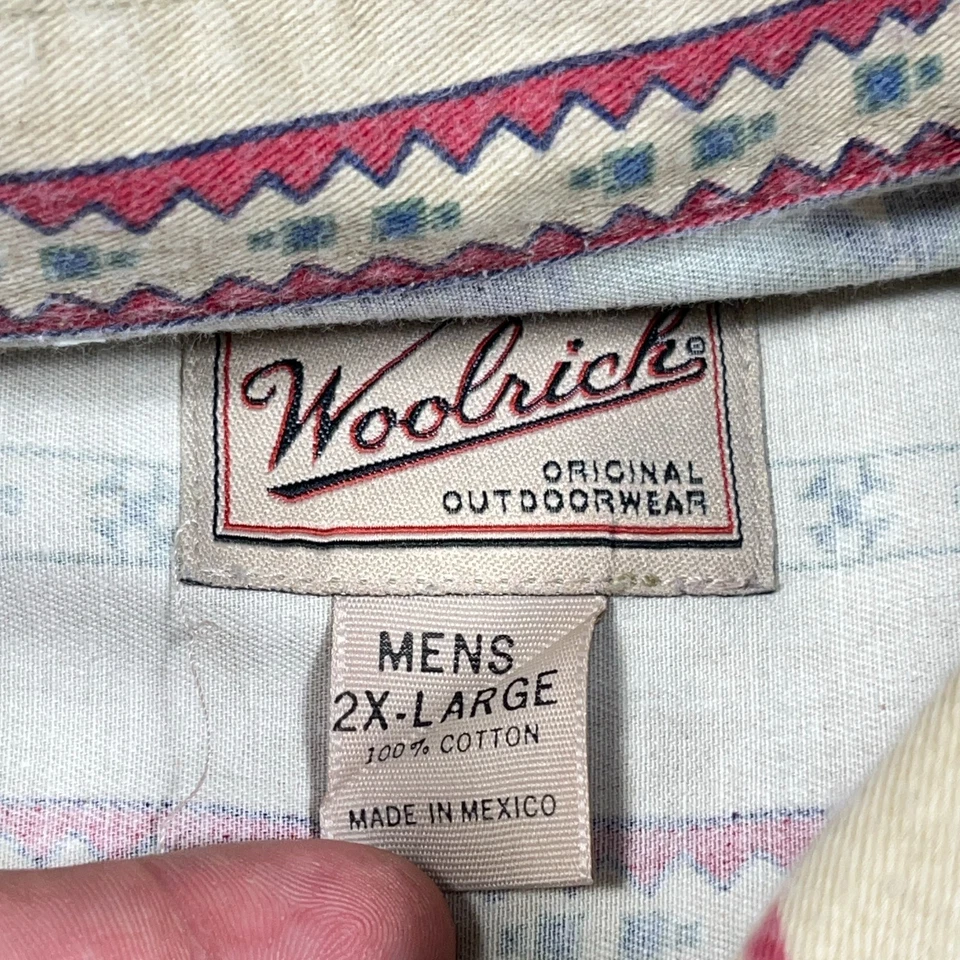 Woolrich®
ORIGINAL
OUTDOORWEAR
MENS
2X-LARGE
100% COTTON
MADE IN MEXICO